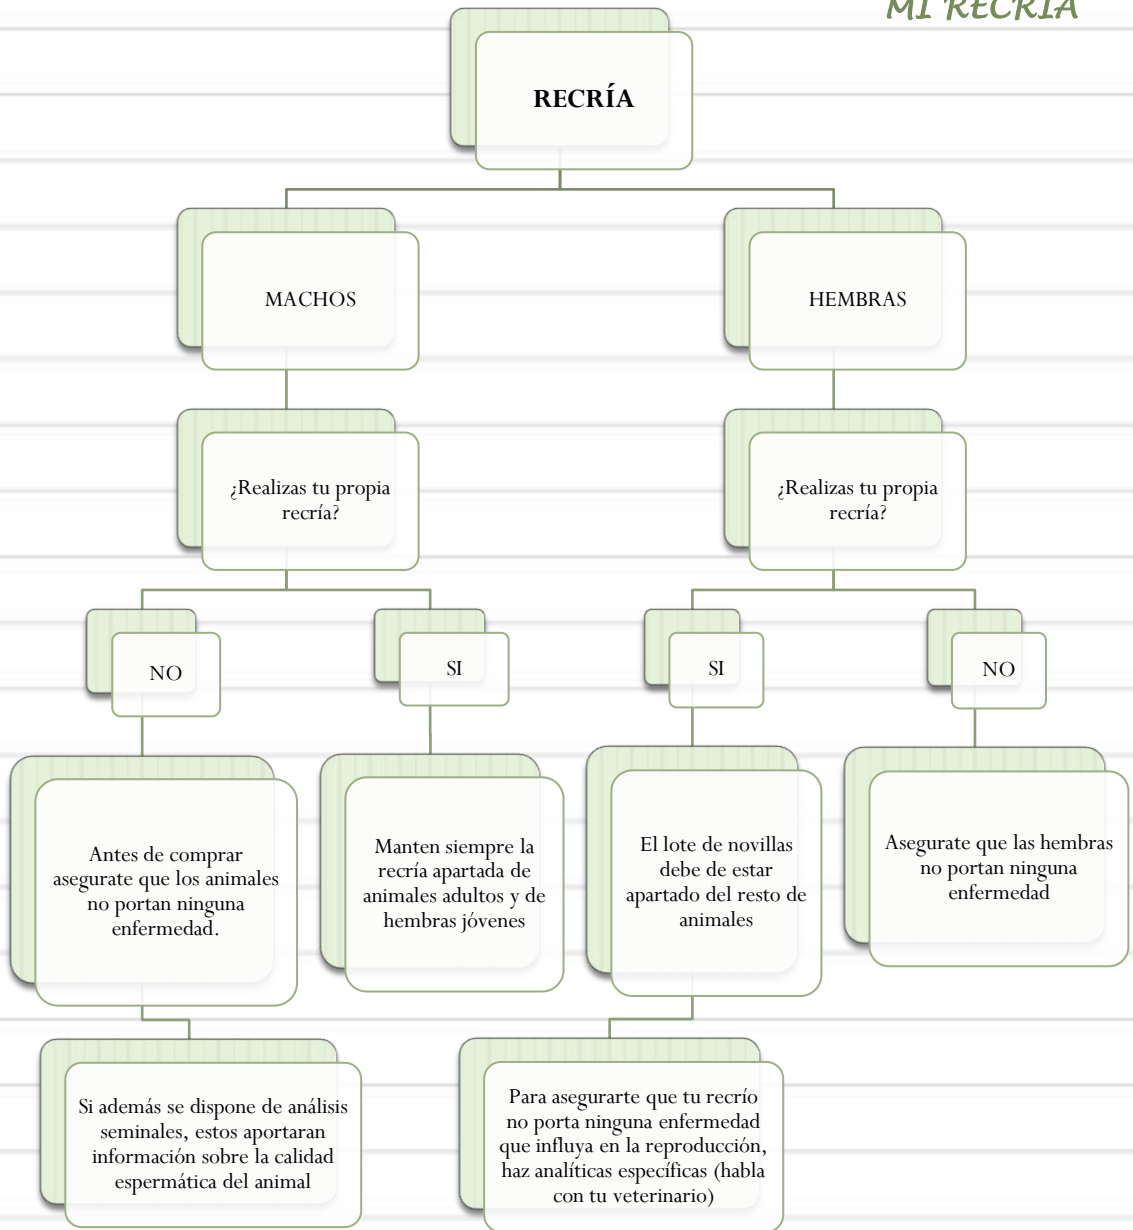 MI RECRÍA
RECRÍA
MACHOS
HEMBRAS
¿Realizas tu propia
recría?
¿Realizas tu propia
recría?
NO
SI
SI
NO
Antes de comprar
asegurate que los animales
no portan ninguna
enfermedad.
Manten siempre la
recría apartada de
animales adultos y de
hembras jóvenes
El lote de novillas
debe de estar
apartado del resto de
animales
Asegurate que las hembras
no portan ninguna
enfermedad
Si además se dispone de análisis
seminales, estos aportaran
información sobre la calidad
espermática del animal
Para asegurarte que tu recrío
no porta ninguna enfermedad
que influya en la reproducción,
haz analíticas específicas (habla
con tu veterinario)